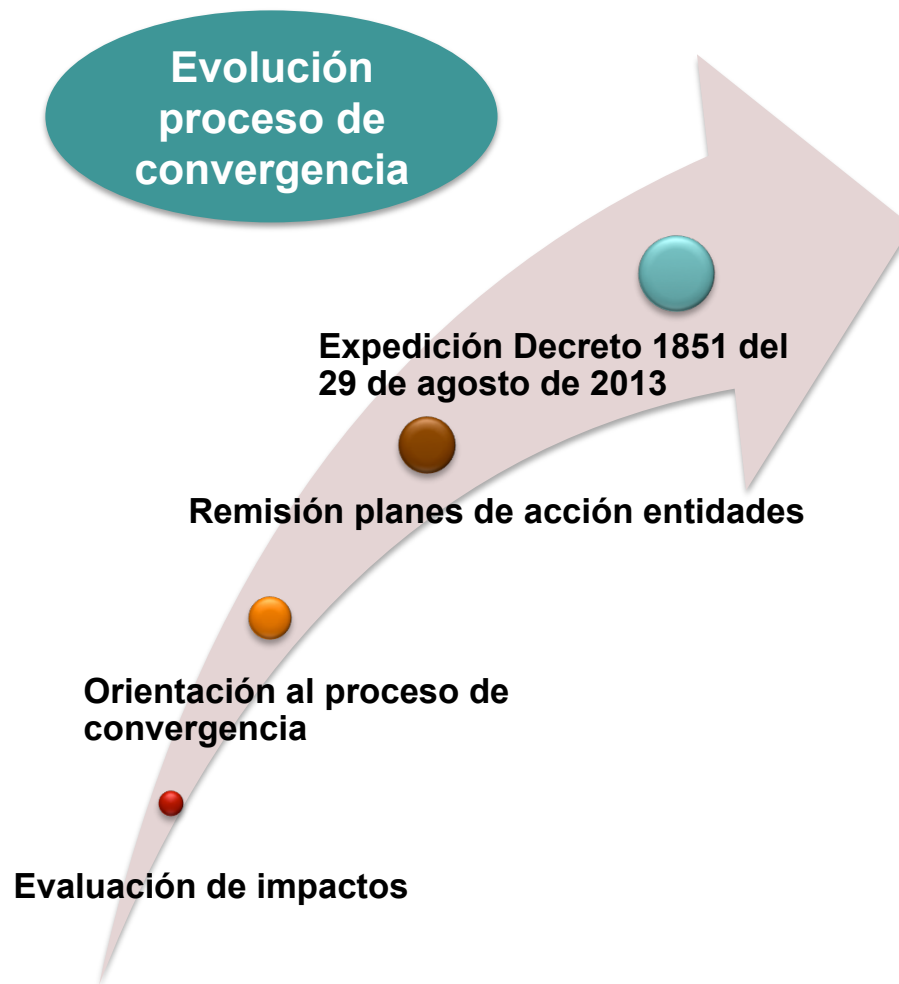 Evolución
proceso de
convergencia
Expedición Decreto 1851 del
29 de agosto de 2013
Remisión planes de acción entidades
Orientación al proceso de
convergencia
Evaluación de impactos